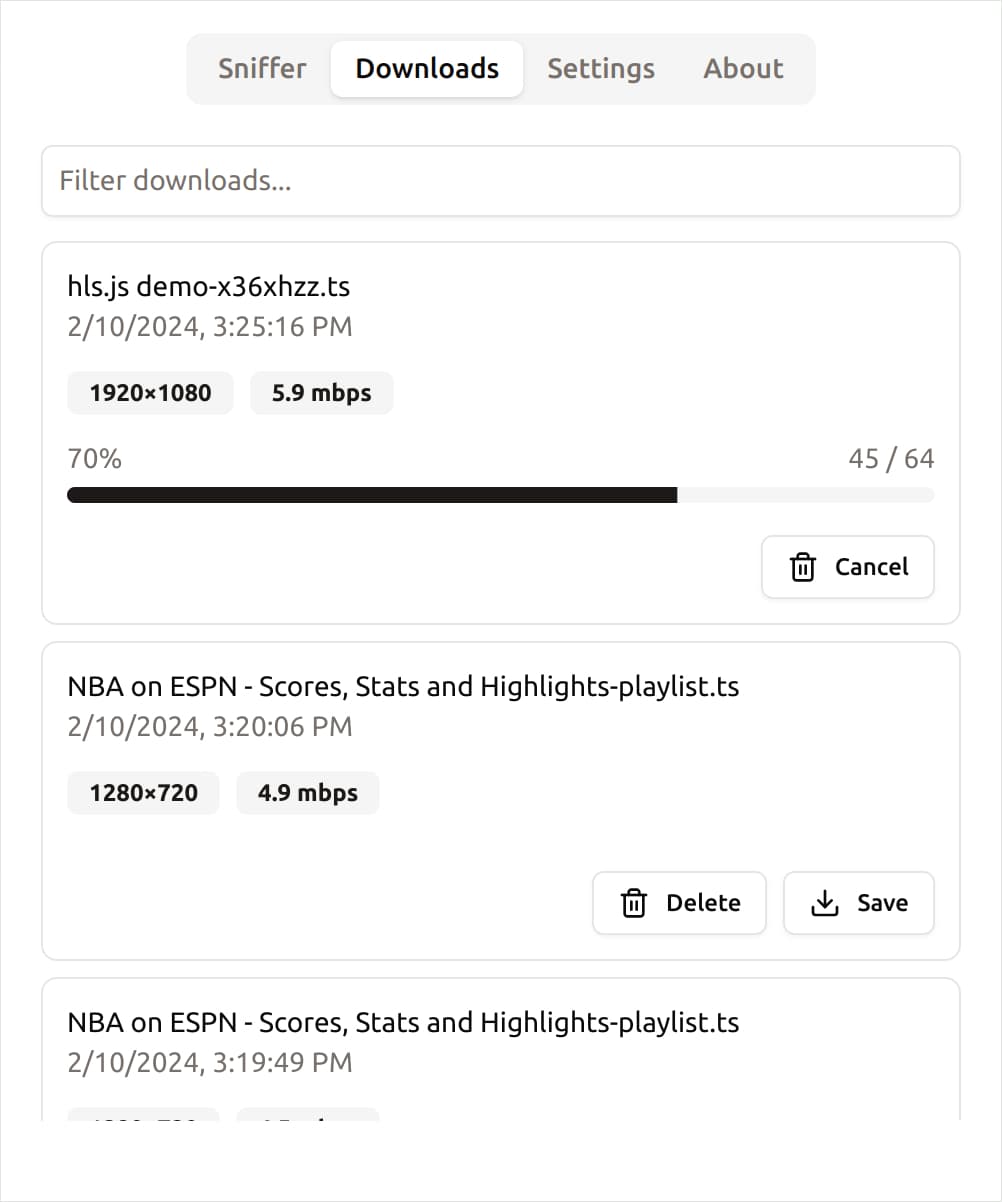 Sniffer Downloads Settings About
Filter downloads...
hls.js demo-x36xhzz.ts
2/10/2024, 3:25:16 PM
1920×1080 5.9 mbps
70% 45 / 64
Cancel
NBA on ESPN - Scores, Stats and Highlights-playlist.ts
2/10/2024, 3:20:06 PM
1280×720 4.9 mbps
Delete Save
NBA on ESPN - Scores, Stats and Highlights-playlist.ts
2/10/2024, 3:19:49 PM